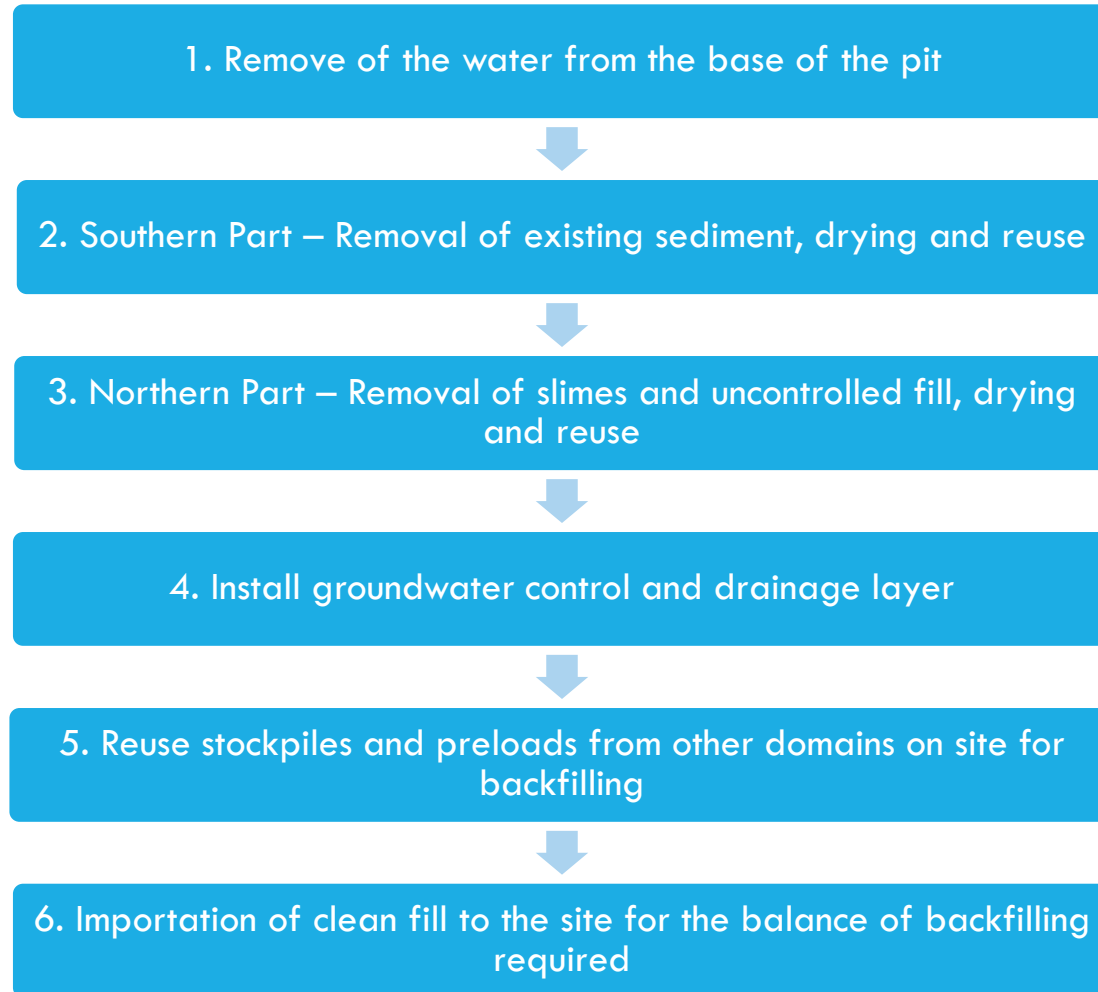 1. Remove of the water from the base of the pit
2. Southern Part – Removal of existing sediment, drying and reuse
3. Northern Part – Removal of slimes and uncontrolled fill, drying
and reuse
4. Install groundwater control and drainage layer
5. Reuse stockpiles and preloads from other domains on site for
backfilling
6. Importation of clean fill to the site for the balance of backfilling
required